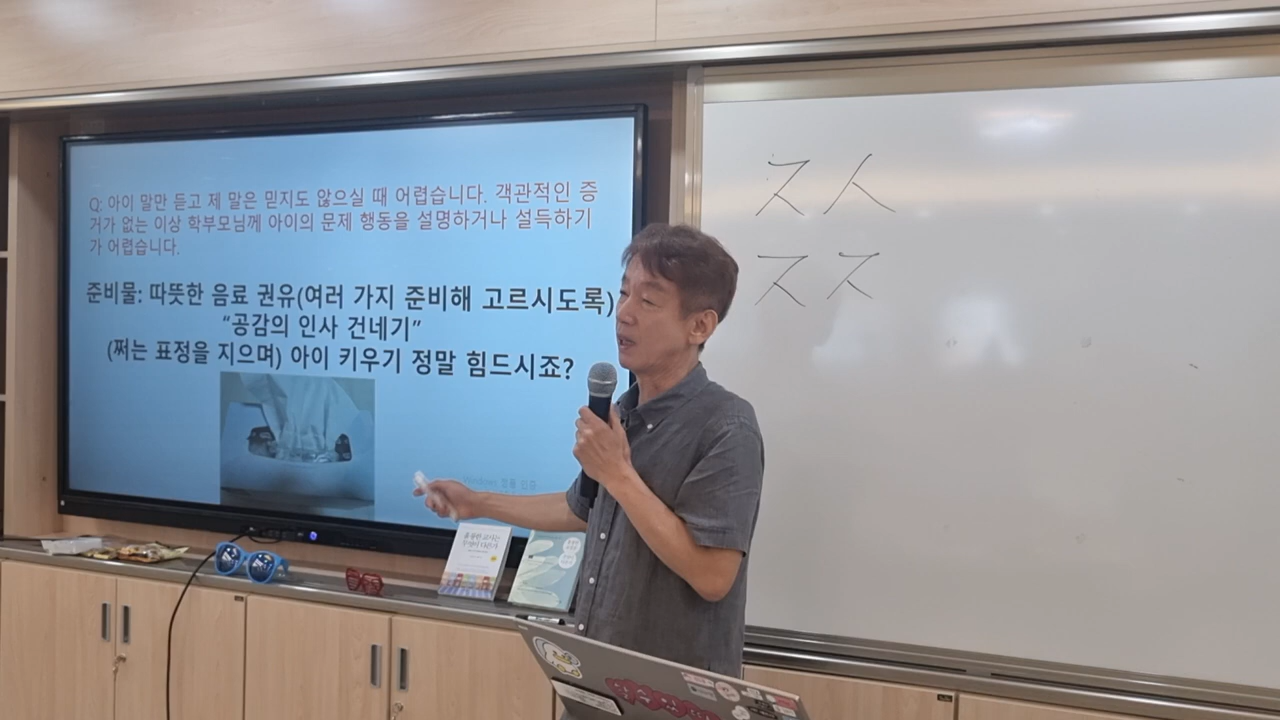 Q: 아이 말만 듣고 제 말은 믿지도 않으실 때 어렵습니다. 객관적인 증
거가 없는 이상 학부모님께 아이의 문제 행동을 설명하거나 설득하기
가 어렵습니다.
준비물: 따뜻한 음료 권유(여러 가지 준비해 고르시도록)
“공감의 인사 건네기”
(쩌는 표정을 지으며) 아이 키우기 정말 힘드시죠?
Windows 정품 인증
ㅈㅅ
ㅈㅈ